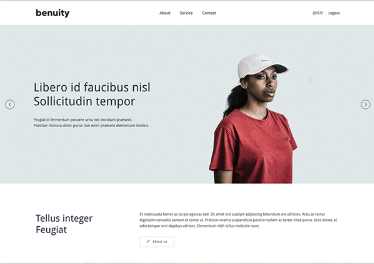 benuity
About Service Contact
Logout
Libero id faucibus nisl
Sollicitudin tempor
Feugiat in fermentum posuere urna nec tincidunt praesent.
Porttitor rhoncus dolor purus non enim praesent elementum facilisis.
Tellus integer
Feugiat
Et malesuada fames ac turpis egestas sed. Sit amet nisl suscipit adipiscing bibendum est ultricies. Arcu ac tortor
dignissim convallis aenean et tortor at. Pretium viverra suspendisse potenti nullam ac tortor vitae purus. Duis donec ac
odio tempor orci dapibus ultrices. Elementum nibh tellus molestie nunc.
About us